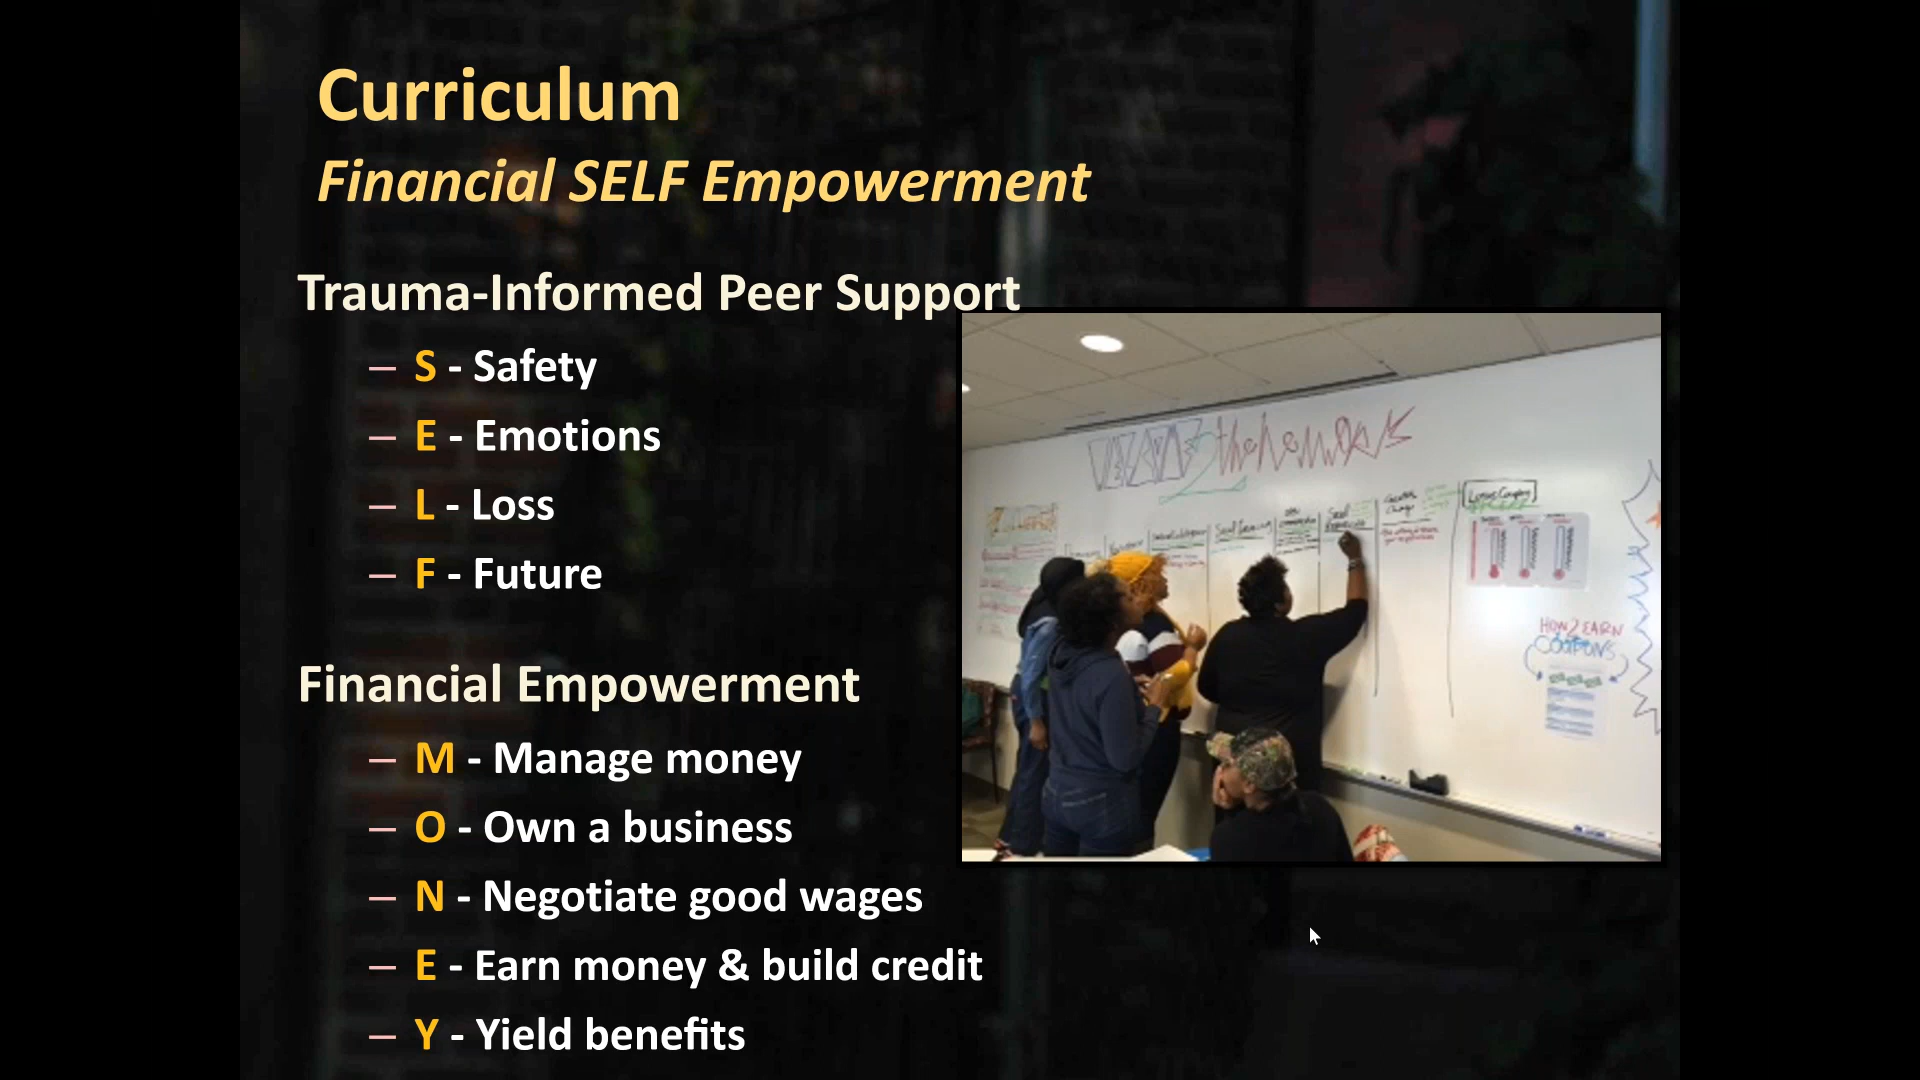 Curriculum
Financial SELF Empowerment
Trauma-Informed Peer Support
– S - Safety
– E - Emotions
– L - Loss
– F - Future
Financial Empowerment
– M - Manage money
– O - Own a business
– N - Negotiate good wages
– E - Earn money & build credit
– Y - Yield benefits
HOW 2 EARN
COUPONS